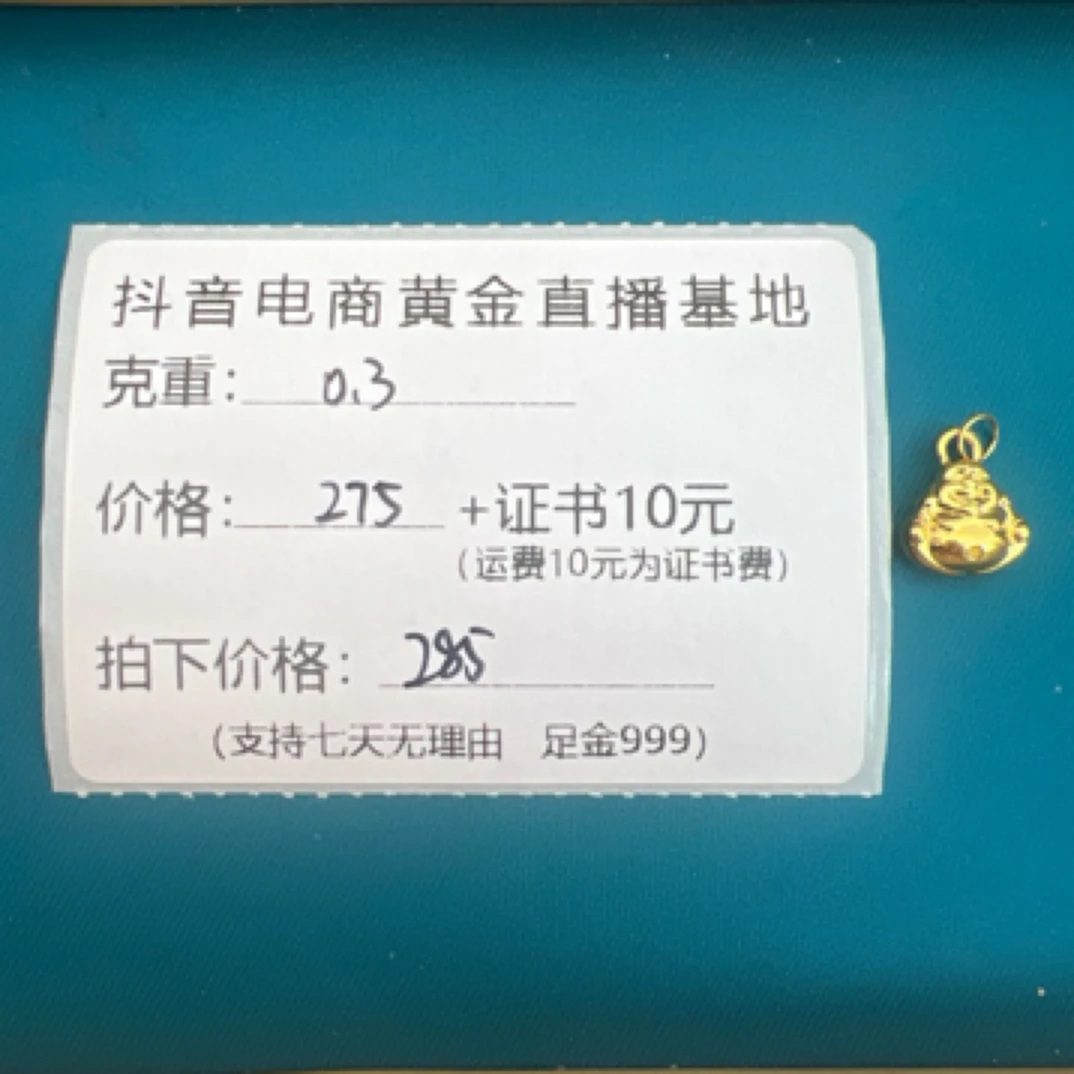 抖音电商黄金直播基地
克重：0.3
价格：275 +证书10元
（运费10元为证书费）
拍下价格：285
（支持七天无理由 足金999）